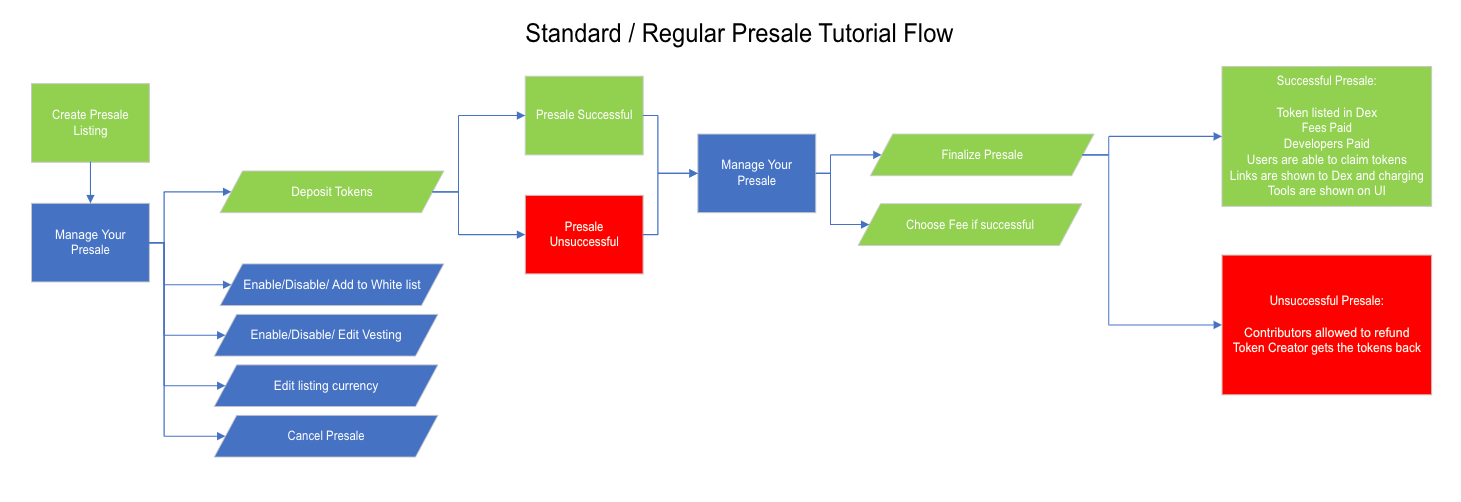 Standard / Regular Presale Tutorial Flow
Create Presale
Listing
Manage Your
Presale
Deposit Tokens
Enable/Disable/ Add to White list
Enable/Disable/ Edit Vesting
Edit listing currency
Cancel Presale
Presale Successful
Presale
Unsuccessful
Manage Your
Presale
Finalize Presale
Choose Fee if successful
Successful Presale:
Token listed in Dex
Fees Paid
Developers Paid
Users are able to claim tokens
Links are shown to Dex and charging
Tools are shown on UI
Unsuccessful Presale:
Contributors allowed to refund
Token Creator gets the tokens back